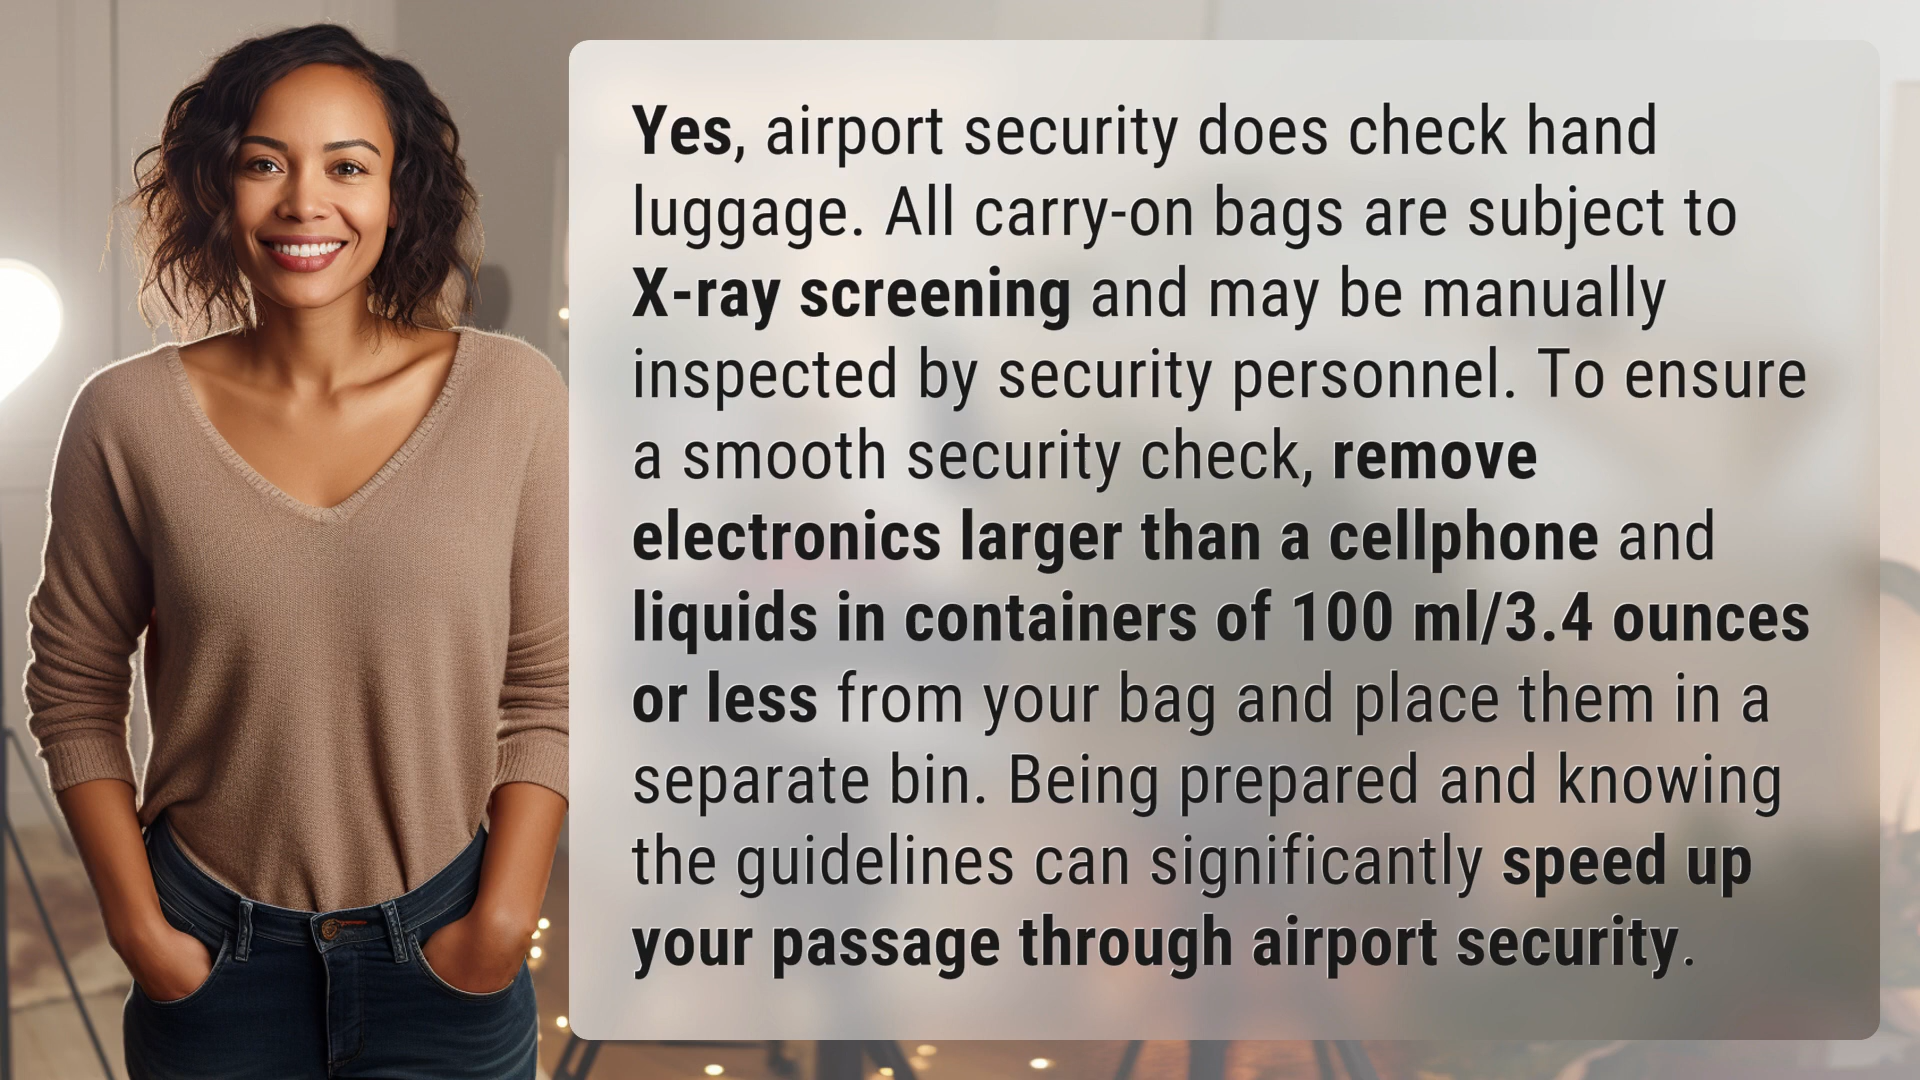 Yes, airport security does check hand
luggage. All carry-on bags are subject to
X-ray screening and may be manually
inspected by security personnel. To ensure
a smooth security check, remove
electronics larger than a cellphone and
liquids in containers of 100 ml/3.4 ounces
or less from your bag and place them in a
separate bin. Being prepared and knowing
the guidelines can significantly speed up
your passage through airport security.